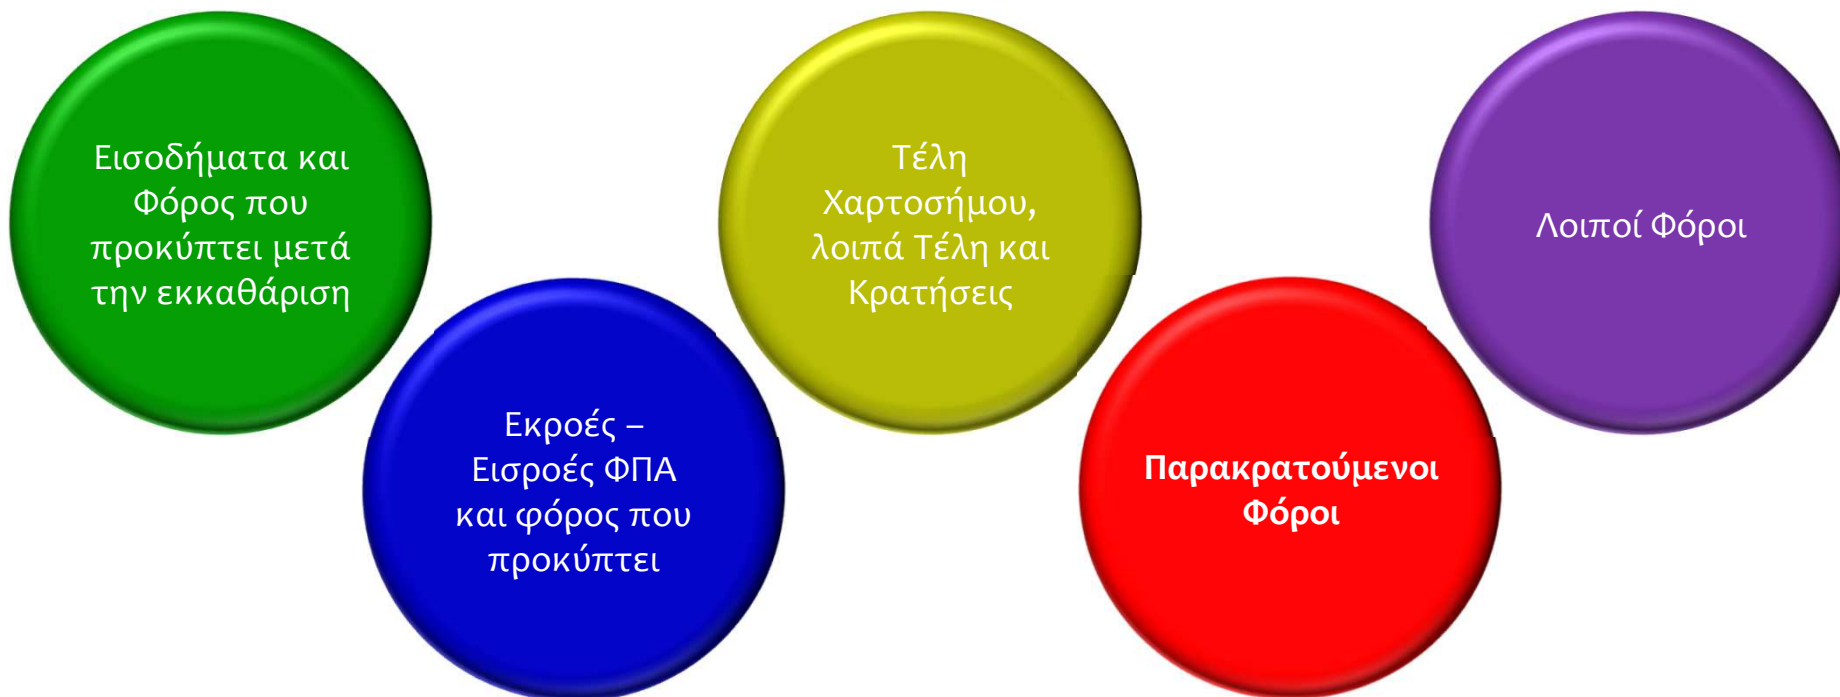 Εισοδήματα και
Φόρος που
προκύπτει μετά
την εκκαθάριση
Εκροές –
Εισροές ΦΠΑ
και φόρος που
προκύπτει
Τέλη
Χαρτοσήμου,
λοιπά Τέλη και
Κρατήσεις
Παρακρατούμενοι
Φόροι
Λοιποί Φόροι